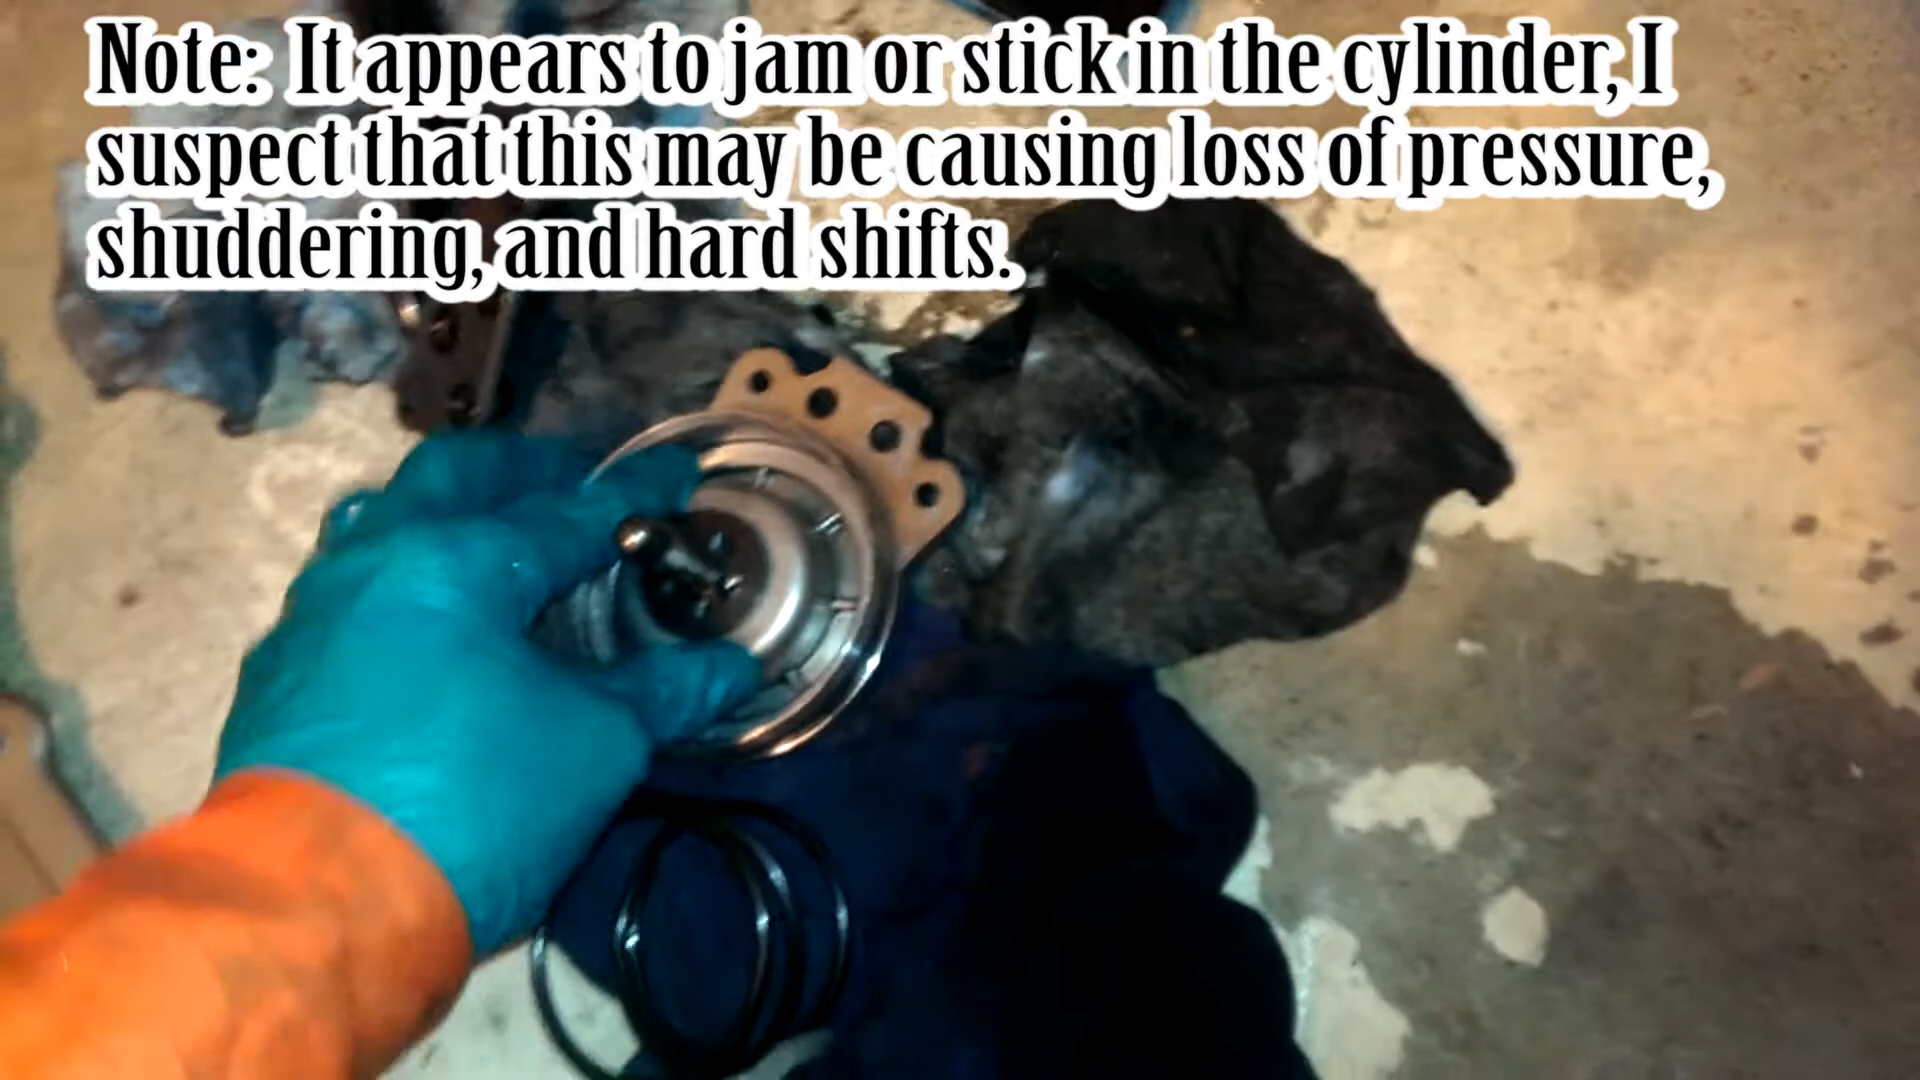 Note: It appears to jam or stick in the cylinder, I
suspect that this may be causing loss of pressure,
shuddering, and hard shifts.